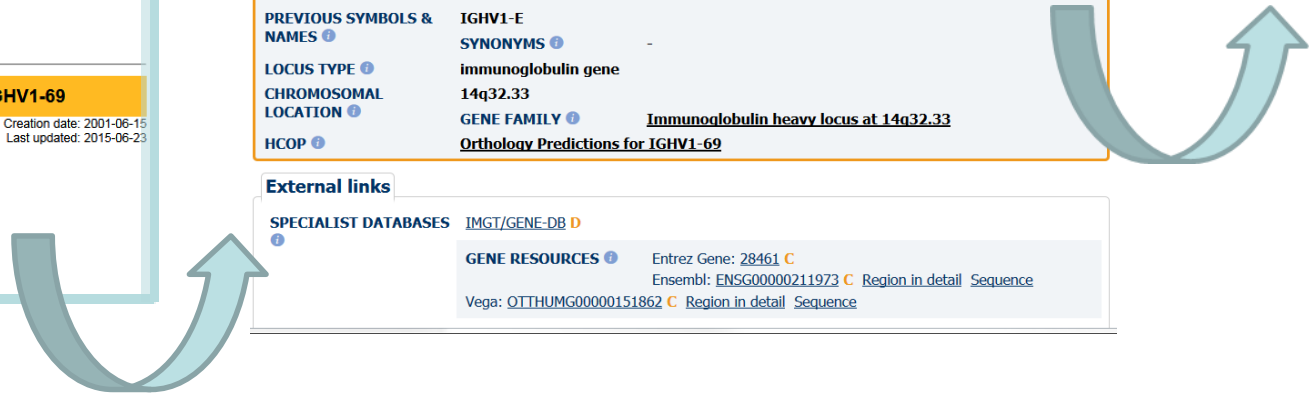 PREVIOUS SYMBOLS & NAMES IGHV1-E
SYNONYMS -
LOCUS TYPE immunoglobulin gene
CHROMOSOMAL LOCATION 14q32.33
GENE FAMILY Immunoglobulin heavy locus at 14q32.33
HCOP Orthology Predictions for IGHV1-69
GHV1-69
Creation date: 2001-06-15
Last updated: 2015-06-23
External links
SPECIALIST DATABASES IMGT/GENE-DB D
GENE RESOURCES Entrez Gene: 28461 C
Ensembl: ENSG00000211973 C Region in detail Sequence
Vega: OTTHUMG00000151862 C Region in detail Sequence